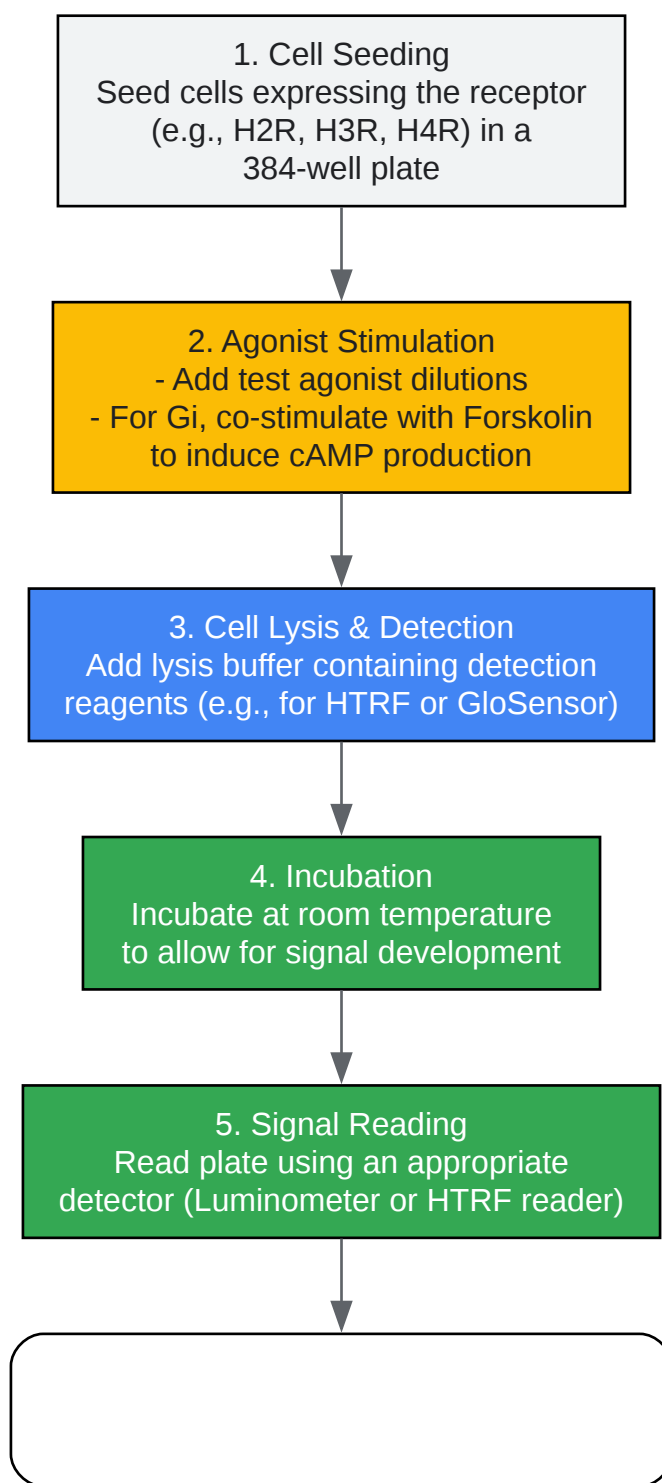 1. Cell Seeding
Seed cells expressing the receptor
(e.g., H2R, H3R, H4R) in a
384-well plate
2. Agonist Stimulation
- Add test agonist dilutions
- For Gi, co-stimulate with Forskolin
to induce cAMP production
3. Cell Lysis & Detection
Add lysis buffer containing detection
reagents (e.g., for HTRF or GloSensor)
4. Incubation
Incubate at room temperature
to allow for signal development
5. Signal Reading
Read plate using an appropriate
detector (Luminometer or HTRF reader)